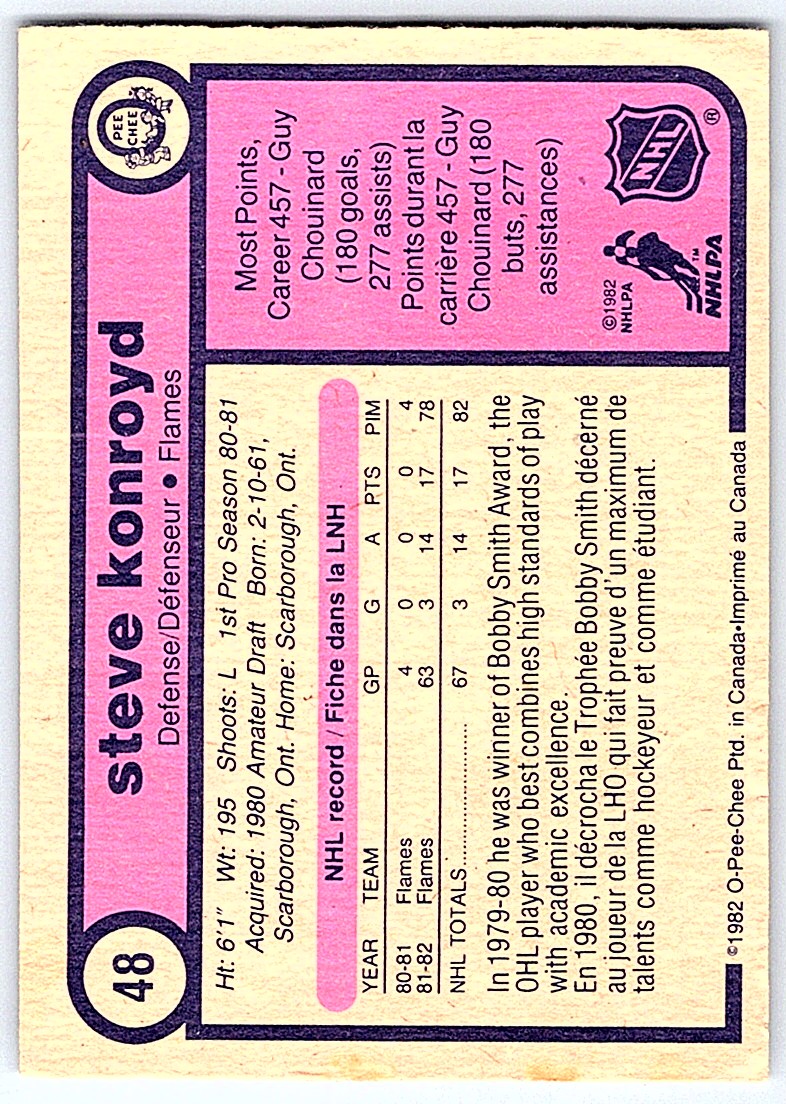 48
steve konroyd
Defense/Défenseur • Flames
PEE
CHEE
Ht: 6'1" Wt: 195 Shoots: L 1st Pro Season 80-81
Acquired: 1980 Amateur Draft Born: 2-10-61,
Scarborough, Ont. Home: Scarborough, Ont.
NHL record / Fiche dans la LNH
YEAR TEAM GP G A PTS PIM
80-81 Flames 4 0 0 0 4
81-82 Flames 63 3 14 17 78
NHL TOTALS.................... 67 3 14 17 82
In 1979-80 he was winner of Bobby Smith Award, the
OHL player who best combines high standards of play
with academic excellence.
En 1980, il décrocha le Trophée Bobby Smith décerné
au joueur de la LHO qui fait preuve d'un maximum de
talents comme hockeyeur et comme étudiant.
Most Points,
Career 457 - Guy
Chouinard
(180 goals,
277 assists)
Points durant la
carrière 457 - Guy
Chouinard (180
buts, 277
assistances)
©1982
NHLPA
NHLPA™
NHL®
©1982 O-Pee-Chee Ptd. in Canada•Imprimé au Canada